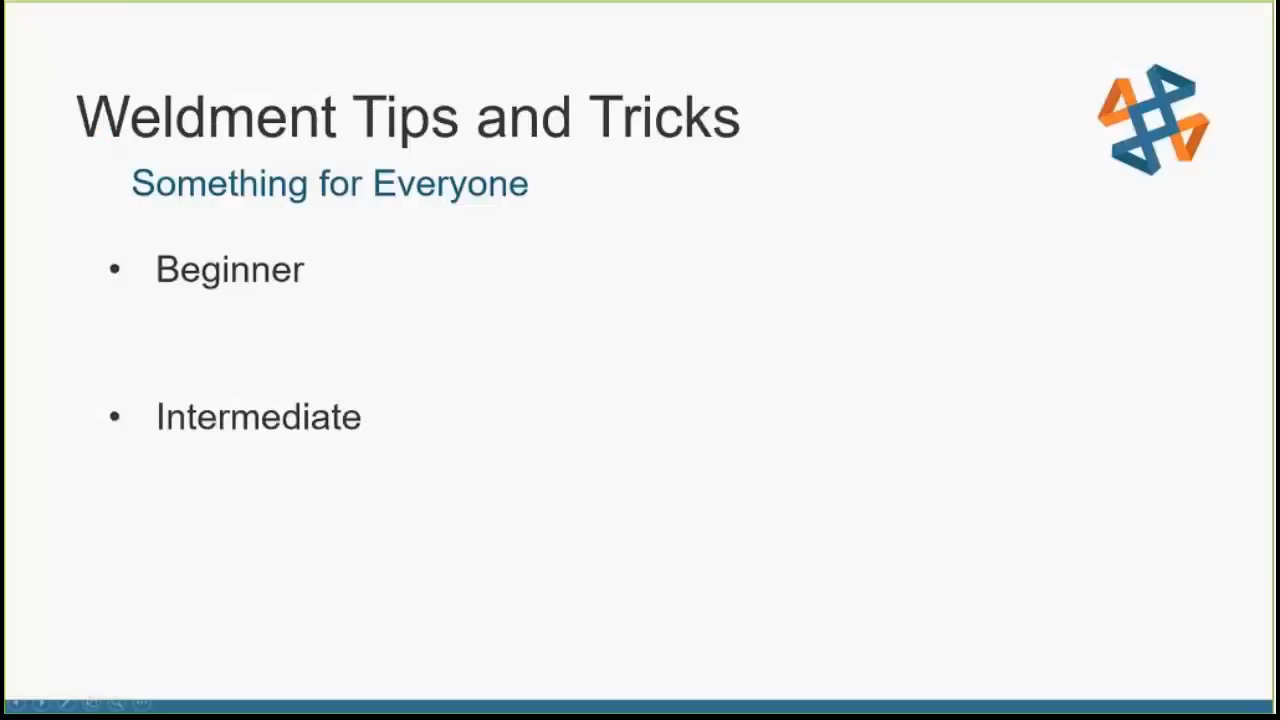 Weldment Tips and Tricks
Something for Everyone
• Beginner
• Intermediate